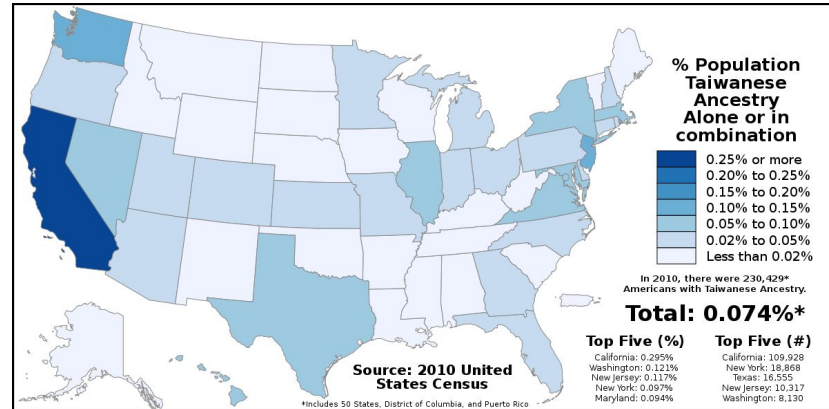 % Population
Taiwanese
Ancestry
Alone or in
combination
0.25% or more
0.20% to 0.25%
0.15% to 0.20%
0.10% to 0.15%
0.05% to 0.10%
0.02% to 0.05%
Less than 0.02%
In 2010, there were 230,429*
Americans with Taiwanese Ancestry.
Total: 0.074%*
Top Five (%)
California: 0.295%
Washington: 0.121%
New Jersey: 0.117%
New York: 0.097%
Maryland: 0.094%
Top Five (#)
California: 109,928
New York: 18,868
Texas: 16,555
New Jersey: 10,317
Washington: 8,130
Source: 2010 United
States Census
*Includes 50 States, District of Columbia, and Puerto Rico